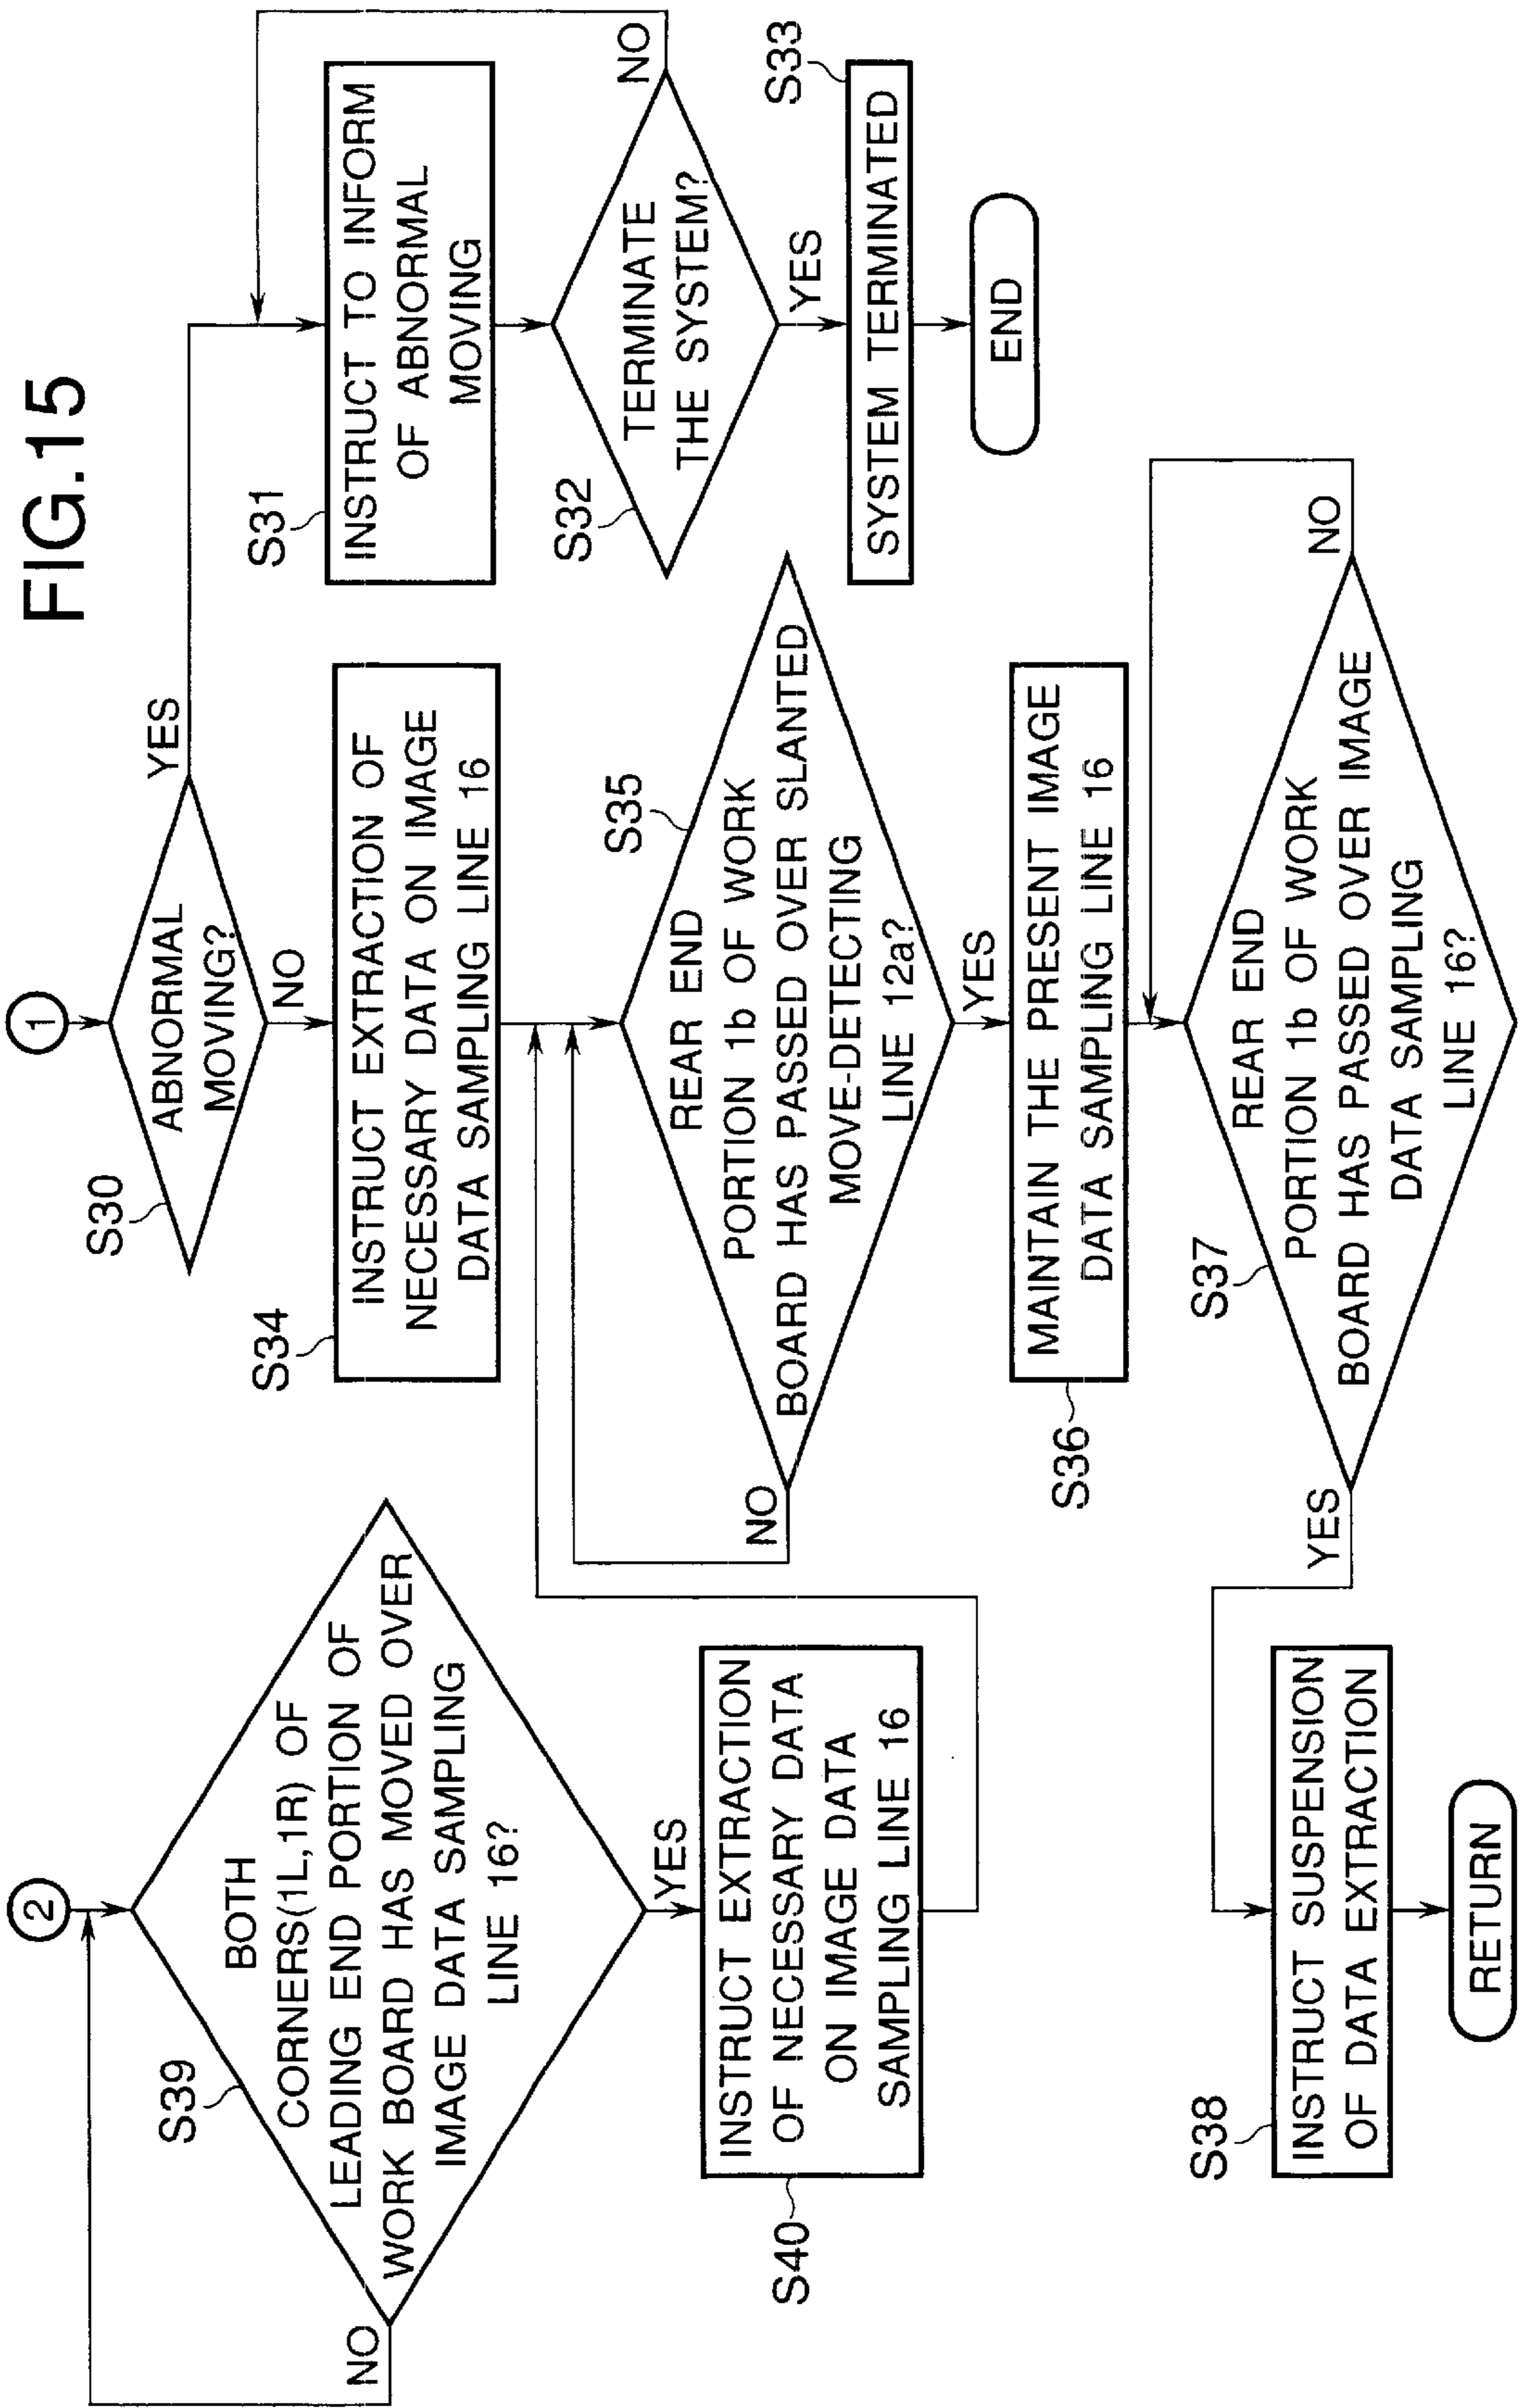 FIG.15
1
S30
ABNORMAL
MOVING?
YES
NO
S31
INSTRUCT TO INFORM
OF ABNORMAL
MOVING
S32
TERMINATE
THE SYSTEM?
NO
YES
S33
SYSTEM TERMINATED
END
S34
INSTRUCT EXTRACTION OF
NECESSARY DATA ON IMAGE
DATA SAMPLING LINE 16
S35
REAR END
PORTION 1b OF WORK
BOARD HAS PASSED OVER SLANTED
MOVE-DETECTING
LINE 12a?
NO
YES
S36
MAINTAIN THE PRESENT IMAGE
DATA SAMPLING LINE 16
S37
REAR END
PORTION 1b OF WORK
BOARD HAS PASSED OVER IMAGE
DATA SAMPLING
LINE 16?
NO
YES
S38
INSTRUCT SUSPENSION
OF DATA EXTRACTION
RETURN
2
S39
BOTH
CORNERS(1L,1R) OF
LEADING END PORTION OF
WORK BOARD HAS MOVED OVER
IMAGE DATA SAMPLING
LINE 16?
NO
YES
S40
INSTRUCT EXTRACTION
OF NECESSARY DATA
ON IMAGE DATA
SAMPLING LINE 16